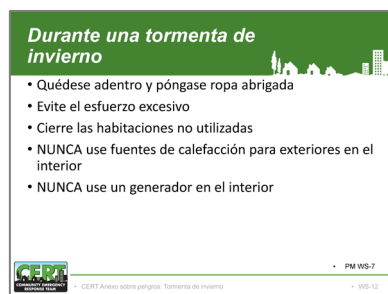 Durante una tormenta de
invierno
• Quédese adentro y póngase ropa abrigada
• Evite el esfuerzo excesivo
• Cierre las habitaciones no utilizadas
• NUNCA use fuentes de calefacción para exteriores en el
interior
• NUNCA use un generador en el interior
• PM WS-7
CERT
COMMUNITY EMERGENCY
RESPONSE TEAM
• CERT Anexo sobre peligros: Tormenta de invierno
• WS-12